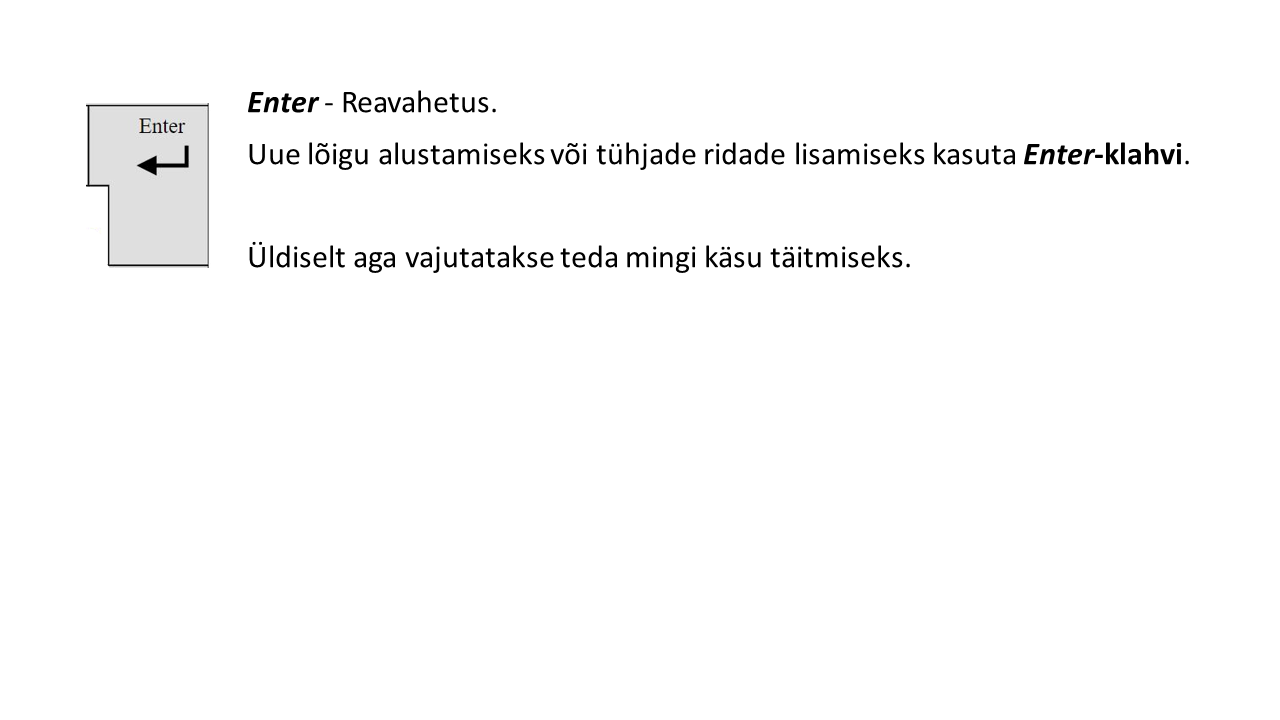 Enter
Enter - Reavahetus.
Uue lõigu alustamiseks või tühjade ridade lisamiseks kasuta Enter-klahvi.
Üldiselt aga vajutatakse teda mingi käsu täitmiseks.